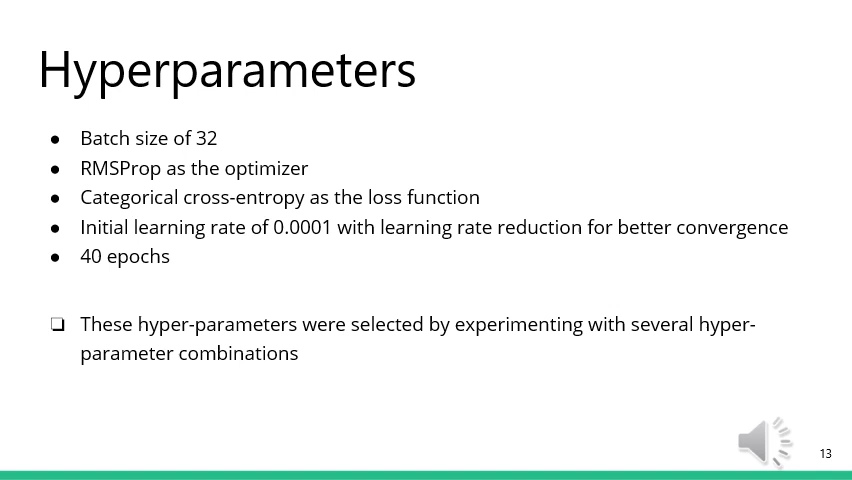 Hyperparameters
● Batch size of 32
● RMSProp as the optimizer
● Categorical cross-entropy as the loss function
● Initial learning rate of 0.0001 with learning rate reduction for better convergence
● 40 epochs
❏ These hyper-parameters were selected by experimenting with several hyper-
parameter combinations
13